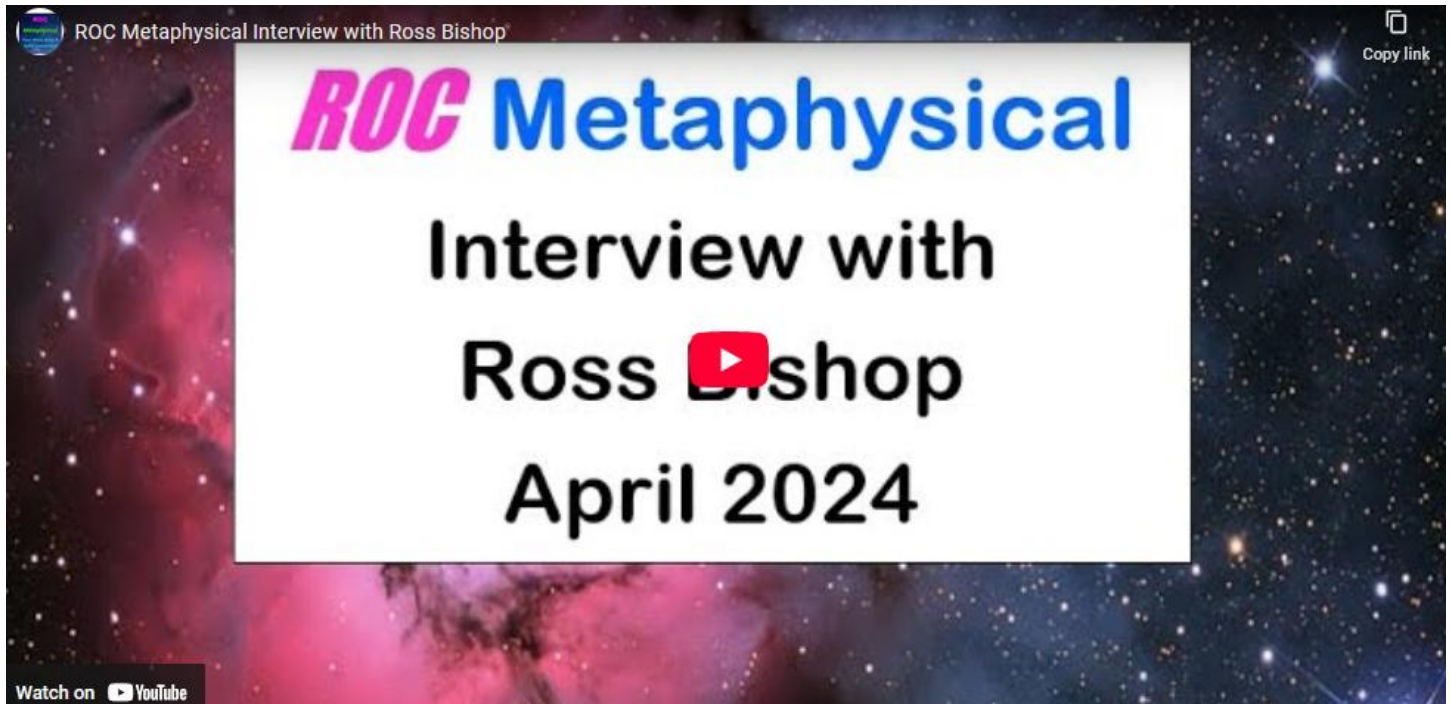 ROC Metaphysical Interview with Ross Bishop
Copy link
ROC Metaphysical
Interview with
Ross Bishop
April 2024
Watch on YouTube